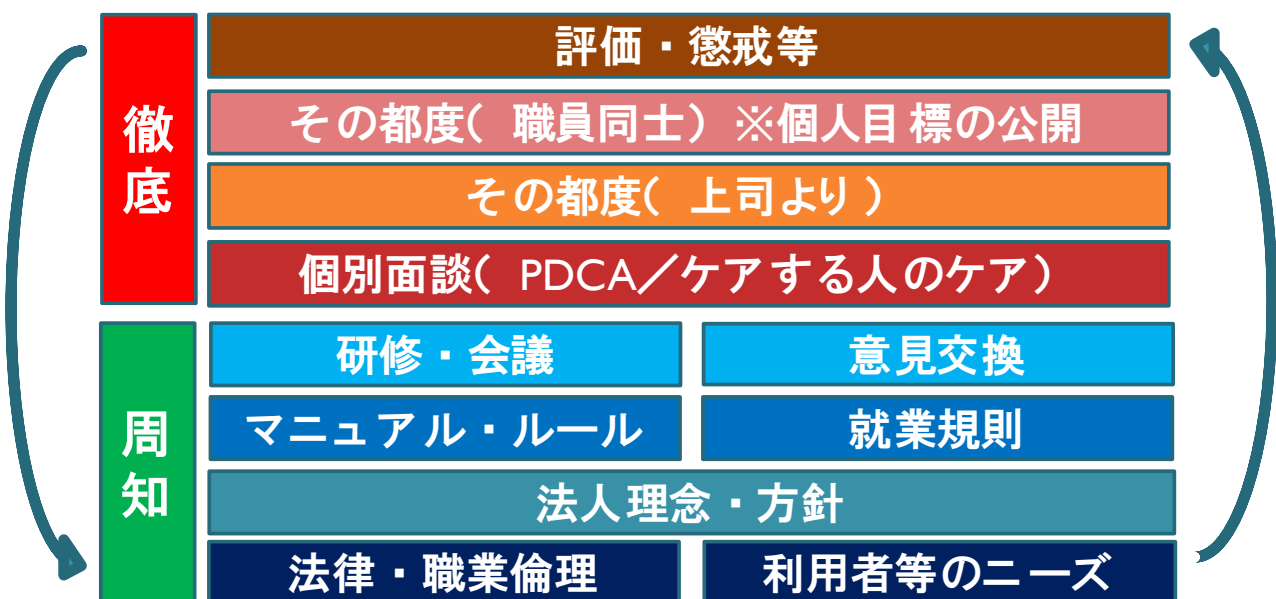 徹底
評価・懲戒等
その都度(職員同士)※個人目標の公開
その都度(上司より)
個別面談(PDCA/ケアする人のケア)
周知
研修・会議
意見交換
マニュアル・ルール
就業規則
法人理念・方針
法律・職業倫理
利用者等のニーズ